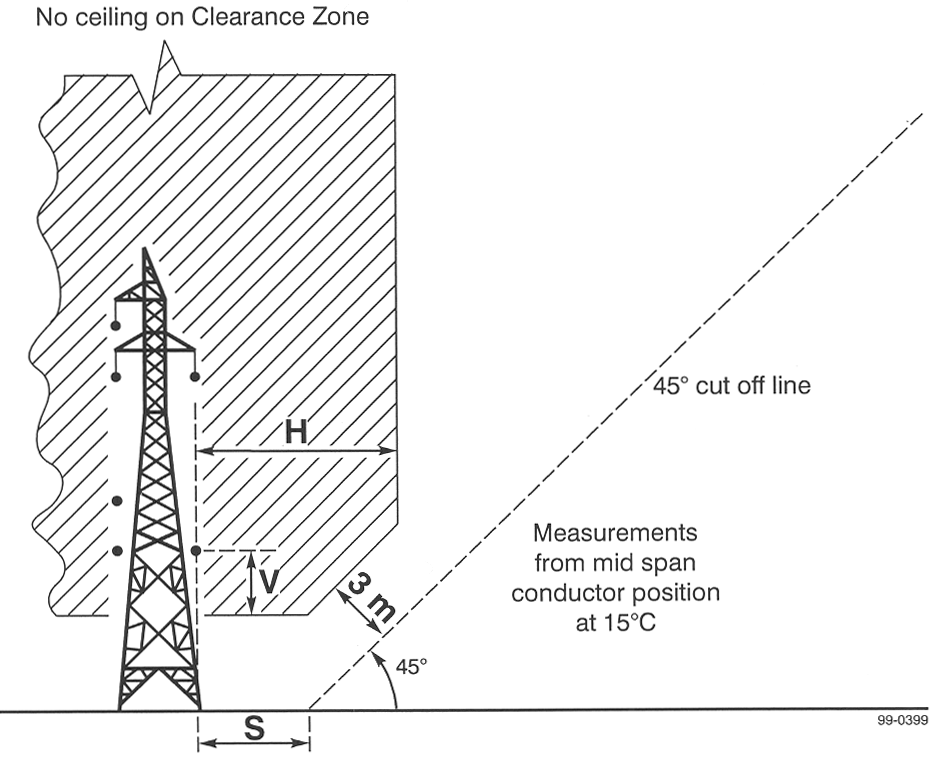 No ceiling on Clearance Zone
45° cut off line
H
Measurements
from mid span
conductor position
at 15°C
V
3 m
45°
S
99-0399